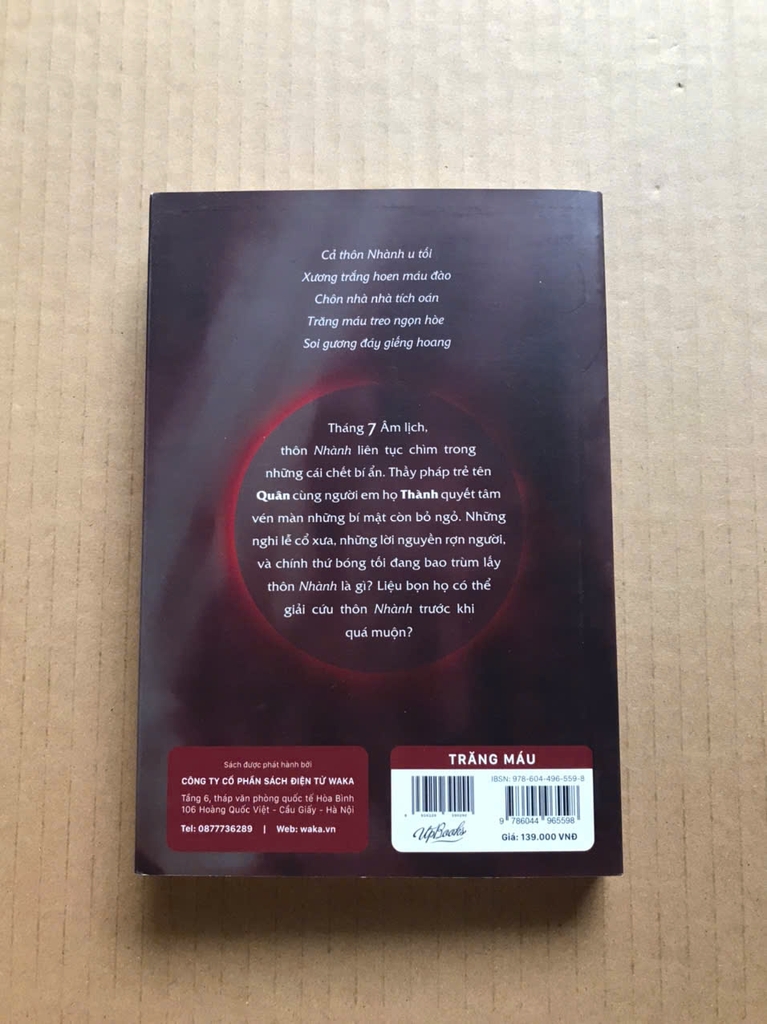 Cả thôn Nhành u tối
Xương trắng hoen máu đào
Chôn nhà nhà tích oán
Trăng máu treo ngọn hòe
Soi gương đáy giếng hoang
Tháng 7 Âm lịch,
thôn Nhành liên tục chìm trong
những cái chết bí ẩn. Thầy pháp trẻ tên
Quân cùng người em họ Thành quyết tâm
vén màn những bí mật còn bỏ ngỏ. Những
nghi lễ cổ xưa, những lời nguyền rợn người,
và chính thứ bóng tối đang bao trùm lấy
thôn Nhành là gì? Liệu bọn họ có thể
giải cứu thôn Nhành trước khi
quá muộn?
Sách được phát hành bởi
CÔNG TY CỔ PHẦN SÁCH ĐIỆN TỬ WAKA
Tầng 6, tháp văn phòng quốc tế Hòa Bình
106 Hoàng Quốc Việt - Cầu Giấy - Hà Nội
Tel: 0877736289 | Web: waka.vn
TRĂNG MÁU
IBSN: 978-604-496-559-8
UpBooks
9 786044 965598
Giá: 139.000 VNĐ